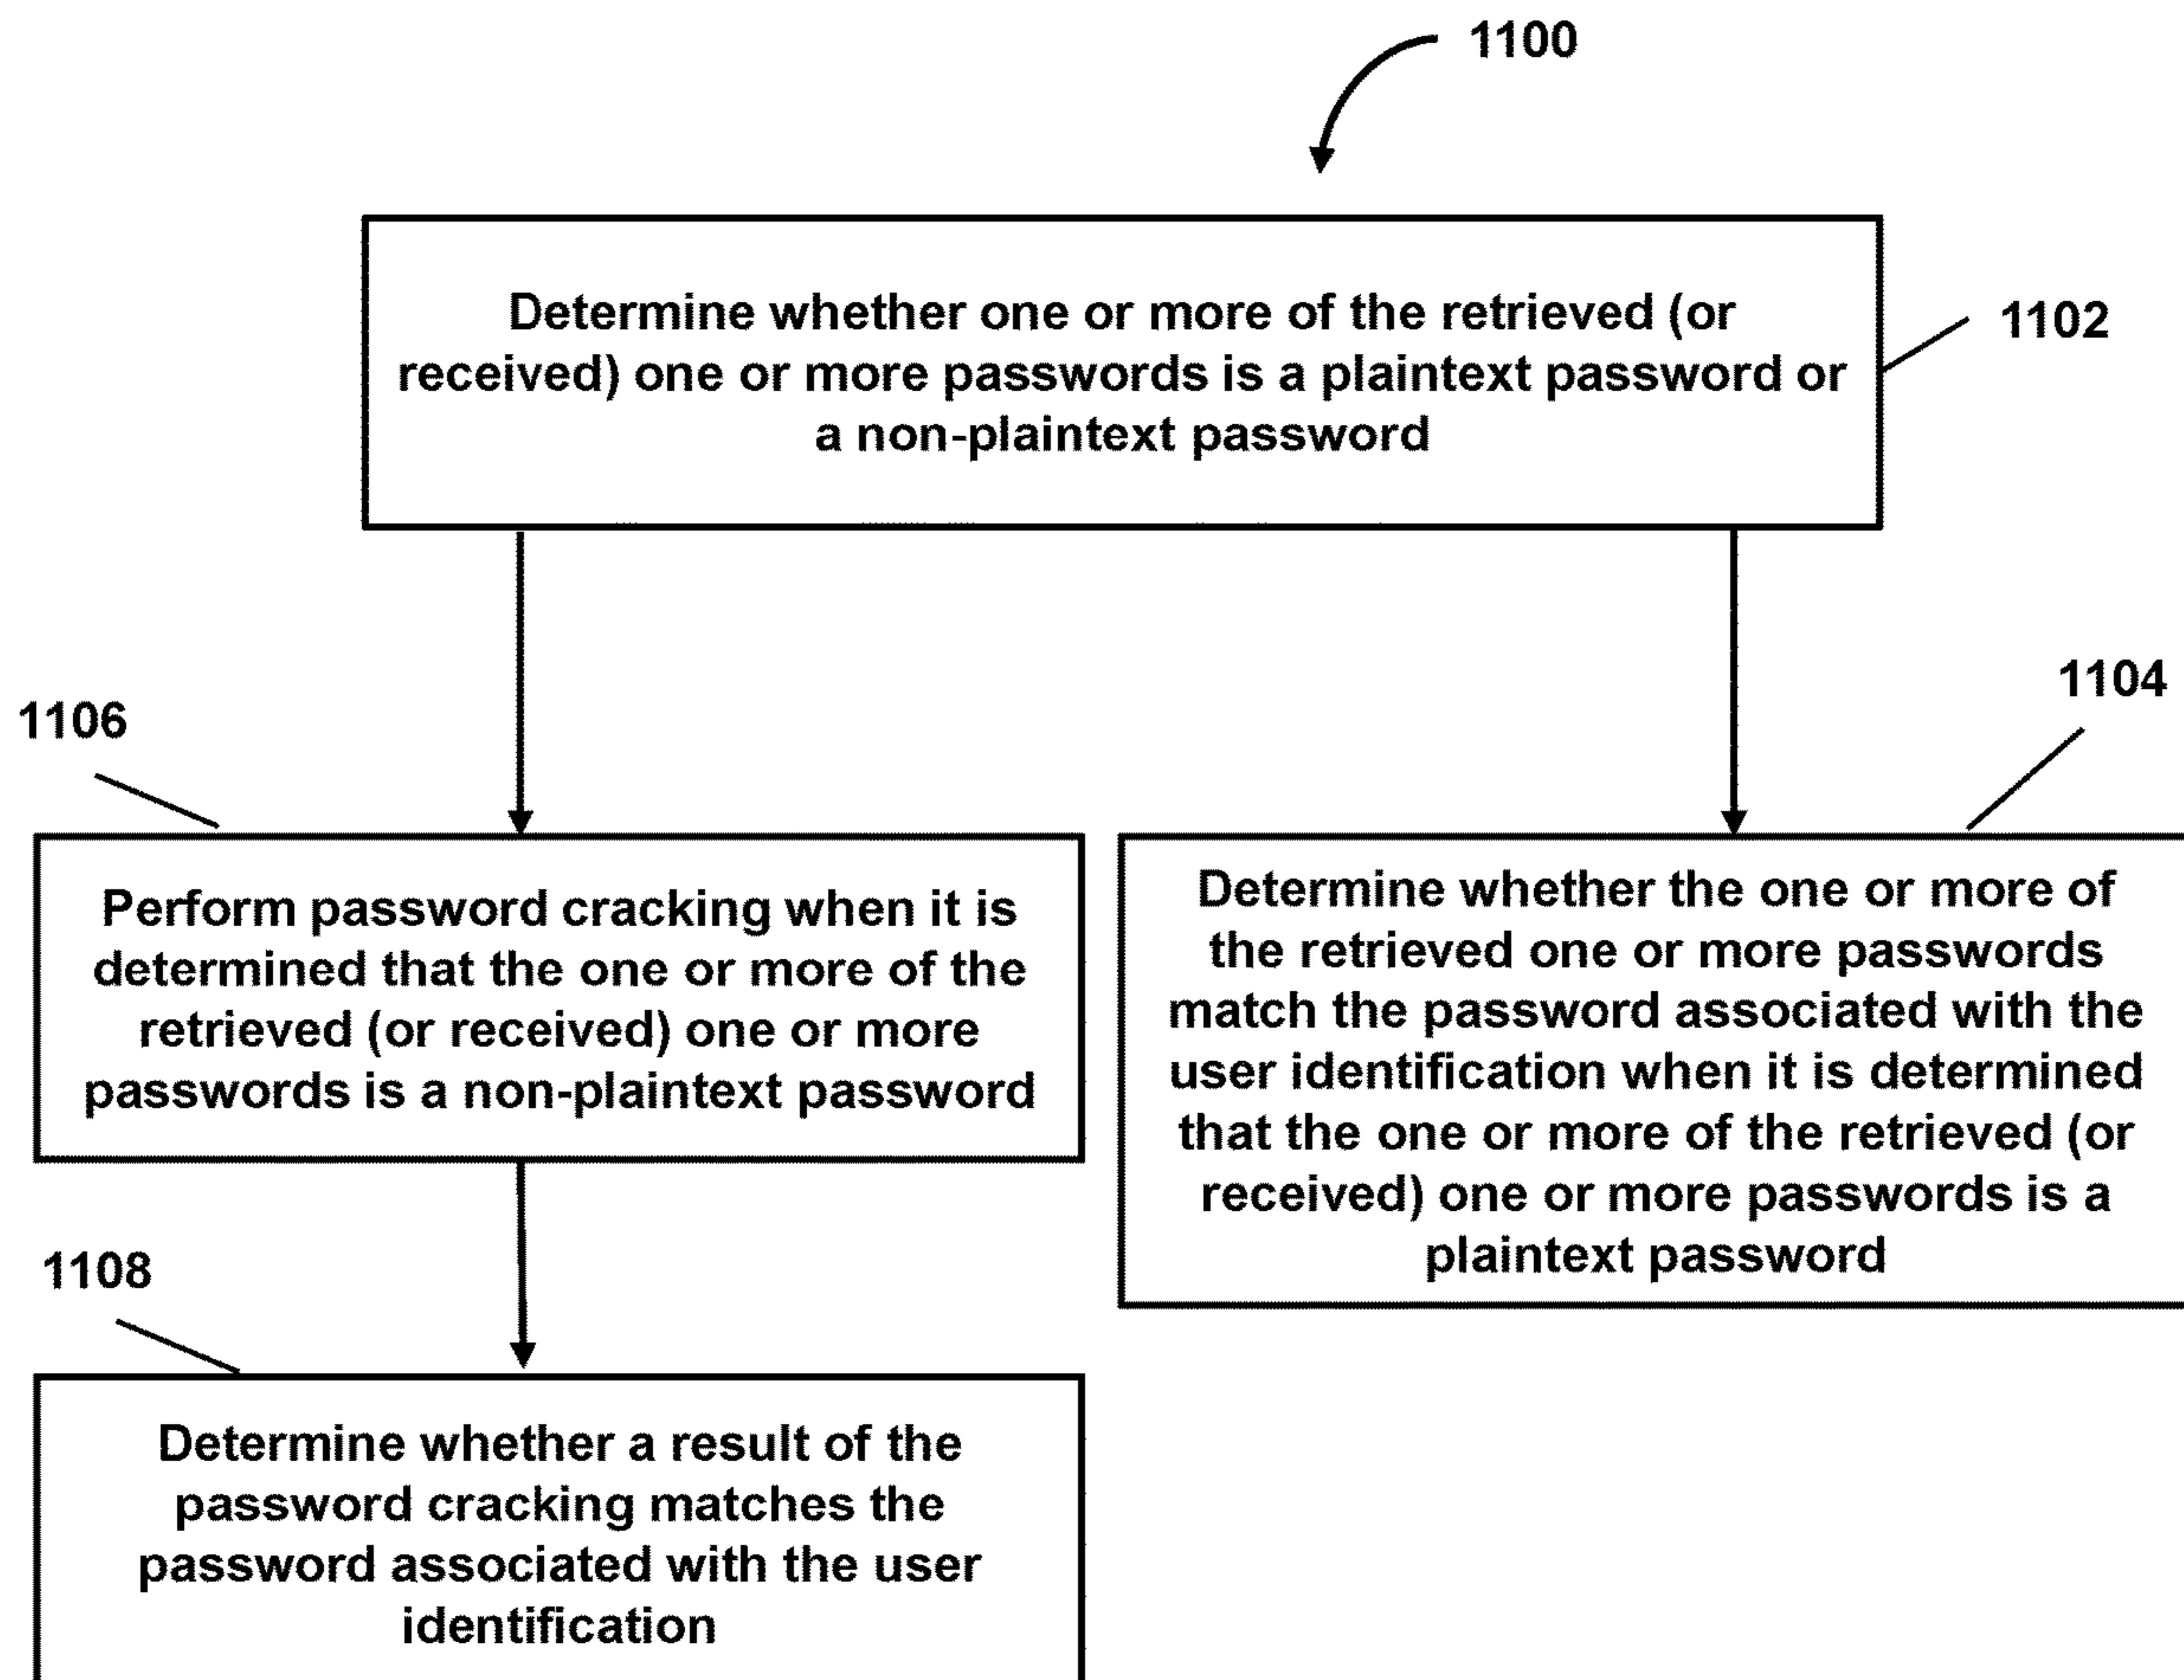 1100
Determine whether one or more of the retrieved (or
received) one or more passwords is a plaintext password or
a non-plaintext password
1102
1106
Perform password cracking when it is
determined that the one or more of the
retrieved (or received) one or more
passwords is a non-plaintext password
1104
Determine whether the one or more of
the retrieved one or more passwords
match the password associated with the
user identification when it is determined
that the one or more of the retrieved (or
received) one or more passwords is a
plaintext password
1108
Determine whether a result of the
password cracking matches the
password associated with the user
identification